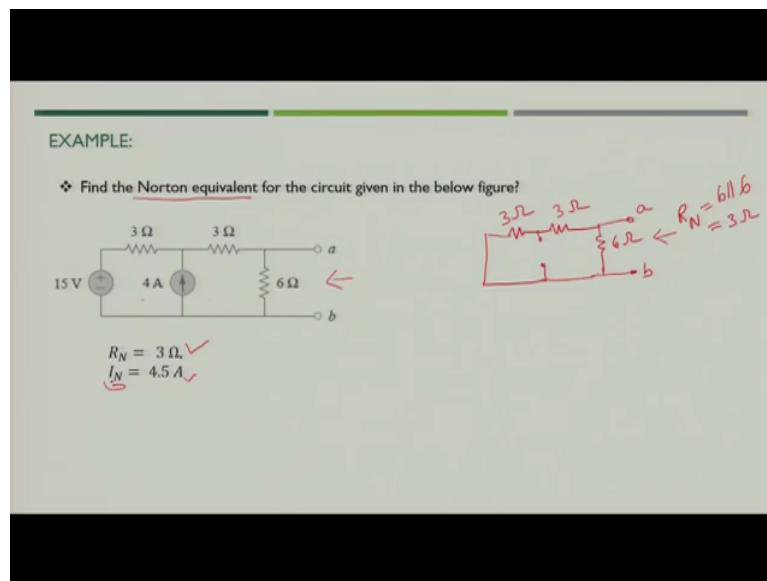 EXAMPLE:
❖ Find the Norton equivalent for the circuit given in the below figure?
3 Ω 3 Ω
a
15 V 4 A 6 Ω
b
R_N = 3 Ω.
I_N = 4.5 A
3Ω 3Ω
a
6Ω
b
R_N = 6||6
= 3Ω